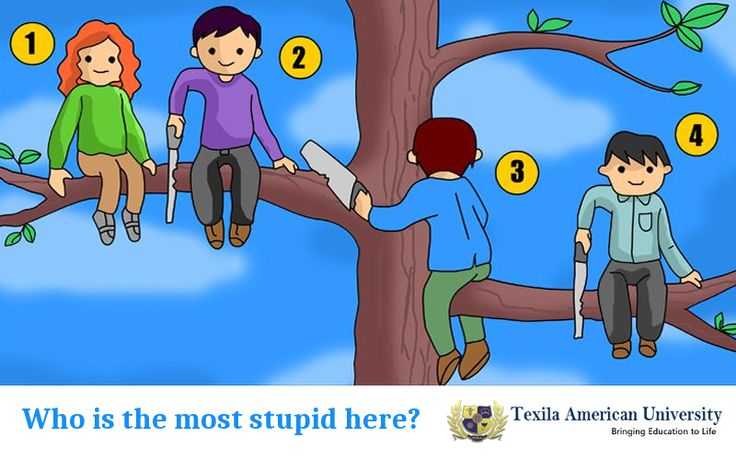 1
2
3
4
Who is the most stupid here?
Texila American University
Bringing Education to Life